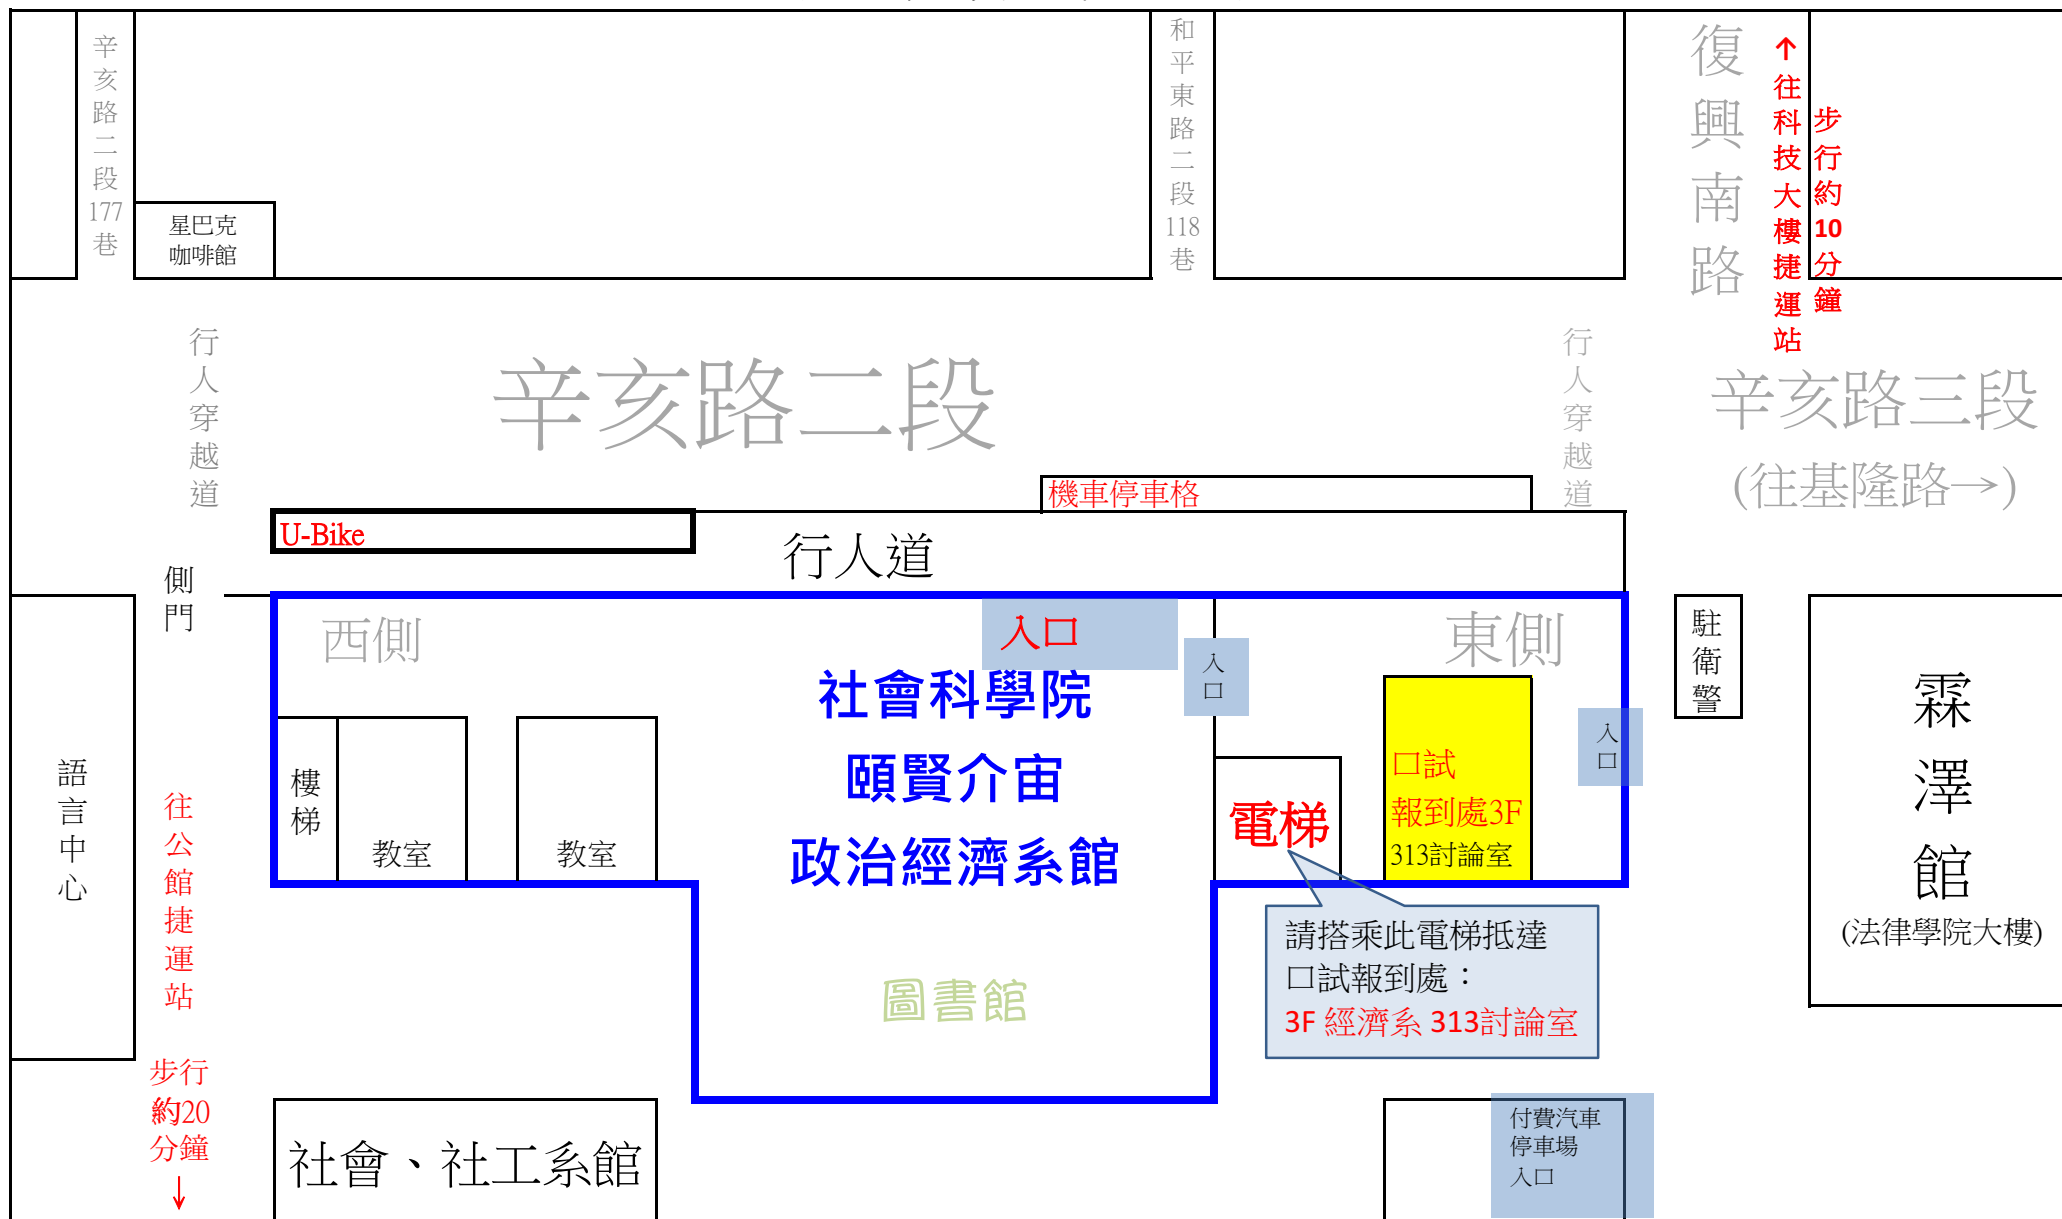 辛亥路二段177巷
星巴克
咖啡館
和平東路二段118巷
復興南路
↑往科技大樓捷運站
步行約10分鐘
行人穿越道
辛亥路二段
行人穿越道
辛亥路三段
(往基隆路→)
機車停車格
U-Bike
行人道
側門
西側
入口
入口
東側
駐衛警
社會科學院
頤賢介宙
政治經濟系館
入口
霖澤館
(法律學院大樓)
語言中心
往公館捷運站
樓梯
教室
教室
電梯
口試
報到處3F
313討論室
請搭乘此電梯抵達
口試報到處：
3F 經濟系 313討論室
圖書館
步行
約20
分鐘
↓
社會、社工系館
付費汽車
停車場
入口